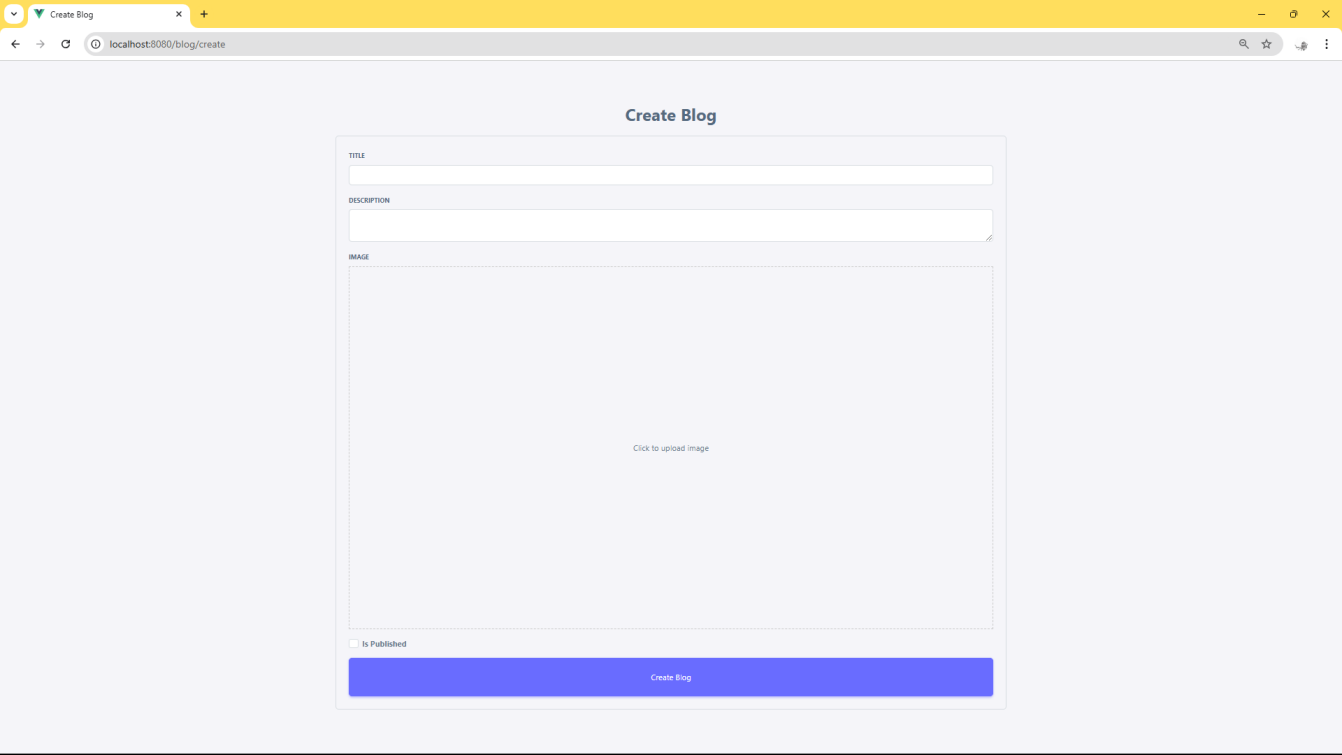 Create Blog
localhost:8080/blog/create
Create Blog
TITLE
DESCRIPTION
IMAGE
Click to upload image
Is Published
Create Blog